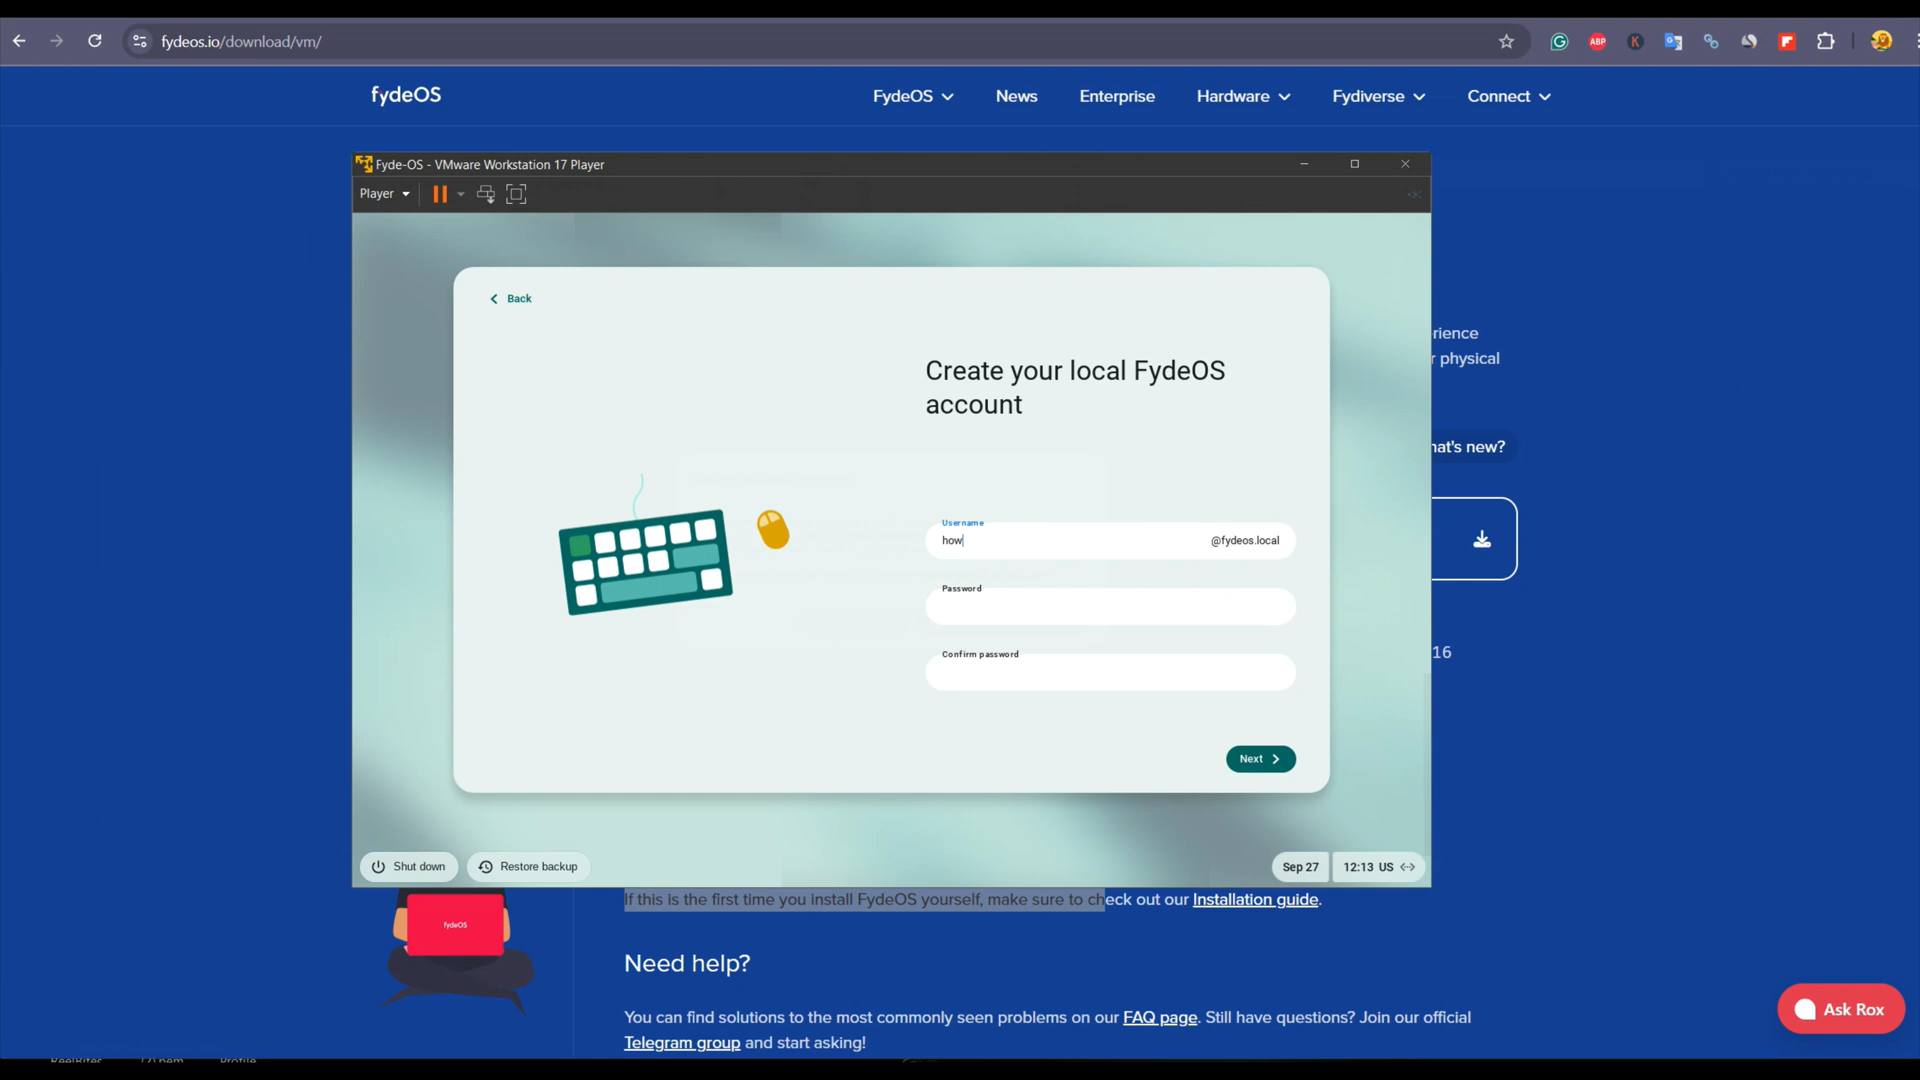 fydeos.io/download/vm/
ABP
K
fydeOS
FydeOS
News
Enterprise
Hardware
Fydiverse
Connect
Fyde-OS - VMware Workstation 17 Player
Player
Back
Create your local FydeOS
account
Username
how
@fydeos.local
Password
Confirm password
Next
Shut down
Restore backup
Sep 27
12:13 US
rience
physical
hat's new?
16
fydeOS
If this is the first time you install FydeOS yourself, make sure to check out our Installation guide.
Need help?
You can find solutions to the most commonly seen problems on our FAQ page. Still have questions? Join our official
Telegram group and start asking!
Ask Rox